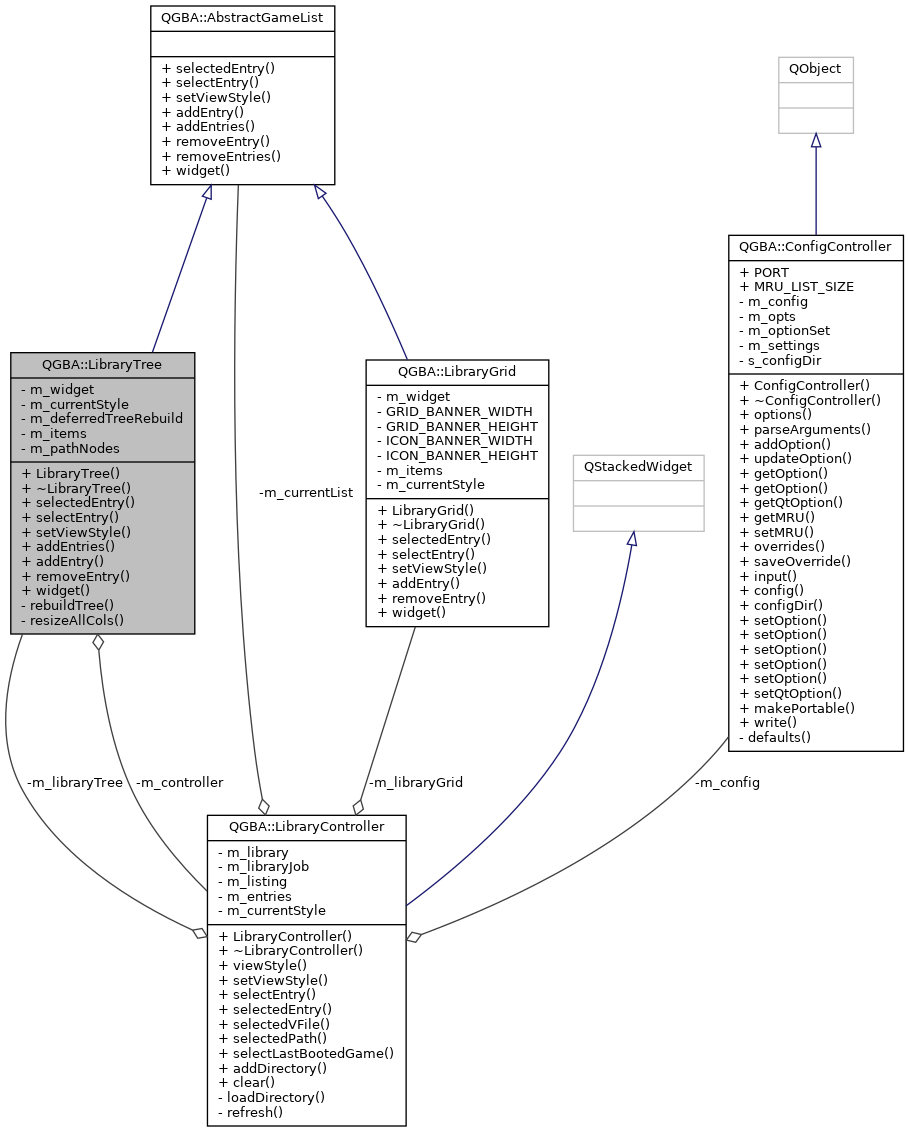 QGBA::AbstractGameList
+ selectedEntry()
+ selectEntry()
+ setViewStyle()
+ addEntry()
+ addEntries()
+ removeEntry()
+ removeEntries()
+ widget()
QObject
QGBA::ConfigController
+ PORT
+ MRU_LIST_SIZE
- m_config
- m_opts
- m_optionSet
- m_settings
- s_configDir
+ ConfigController()
+ ~ConfigController()
+ options()
+ parseArguments()
+ addOption()
+ updateOption()
+ getOption()
+ getOption()
+ getQtOption()
+ getMRU()
+ setMRU()
+ overrides()
+ saveOverride()
+ input()
+ config()
+ configDir()
+ setOption()
+ setOption()
+ setOption()
+ setOption()
+ setOption()
+ setQtOption()
+ makePortable()
+ write()
- defaults()
QGBA::LibraryTree
- m_widget
- m_currentStyle
- m_deferredTreeRebuild
- m_items
- m_pathNodes
+ LibraryTree()
+ ~LibraryTree()
+ selectedEntry()
+ selectEntry()
+ setViewStyle()
+ addEntries()
+ addEntry()
+ removeEntry()
+ widget()
- rebuildTree()
- resizeAllCols()
-m_currentList
QGBA::LibraryGrid
- m_widget
- GRID_BANNER_WIDTH
- GRID_BANNER_HEIGHT
- ICON_BANNER_WIDTH
- ICON_BANNER_HEIGHT
- m_items
- m_currentStyle
+ LibraryGrid()
+ ~LibraryGrid()
+ selectedEntry()
+ selectEntry()
+ setViewStyle()
+ addEntry()
+ removeEntry()
+ widget()
QStackedWidget
-m_libraryTree
-m_controller
-m_libraryGrid
-m_config
QGBA::LibraryController
- m_library
- m_libraryJob
- m_listing
- m_entries
- m_currentStyle
+ LibraryController()
+ ~LibraryController()
+ viewStyle()
+ setViewStyle()
+ selectEntry()
+ selectedEntry()
+ selectedVFile()
+ selectedPath()
+ selectLastBootedGame()
+ addDirectory()
+ clear()
- loadDirectory()
- refresh()